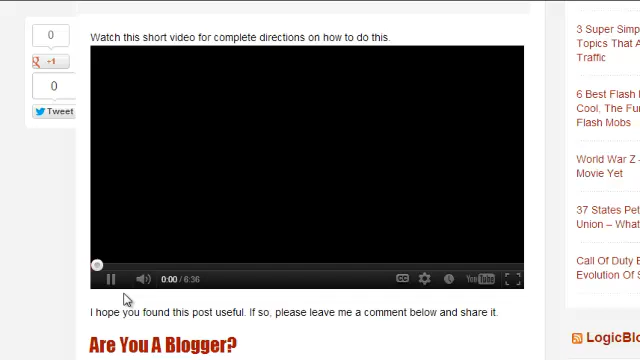 0
+1
0
Tweet
Watch this short video for complete directions on how to do this.
0:00 / 6:36
CC
YouTube
I hope you found this post useful. If so, please leave me a comment below and share it.
Are You A Blogger?
3 Super Simp
Topics That A
Traffic
6 Best Flash
Cool, The Fun
Flash Mobs
World War Z -
Movie Yet
37 States Pet
Union – What
Call Of Duty B
Evolution Of S
LogicBlo